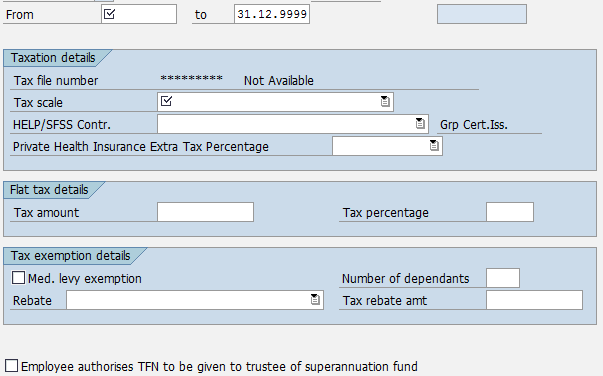 From to 31.12.9999
Taxation details
Tax file number ********* Not Available
Tax scale
HELP/SFSS Contr. Grp Cert.Iss.
Private Health Insurance Extra Tax Percentage
Flat tax details
Tax amount Tax percentage
Tax exemption details
Med. levy exemption Number of dependants
Rebate Tax rebate amt
Employee authorises TFN to be given to trustee of superannuation fund